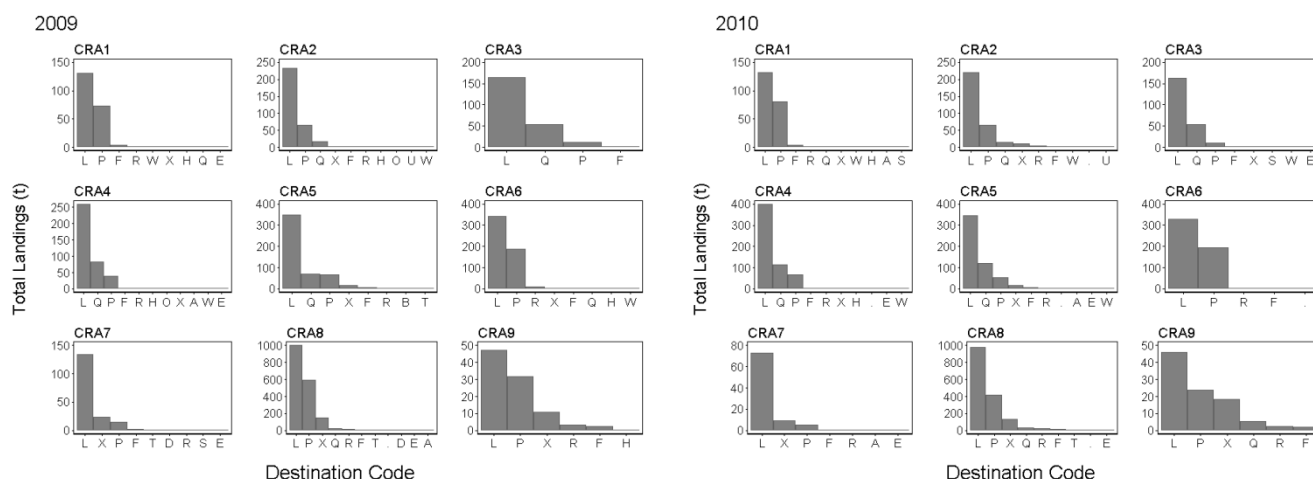 2009
CRA1
150
100
50
0
L P F R W X H Q E
CRA2
250
200
150
100
50
0
L P Q X F R H O U W
CRA3
200
150
100
50
0
L Q P F
CRA4
250
200
150
100
50
0
L Q P F R H O X A W E
CRA5
400
300
200
100
0
L Q P X F R B T
CRA6
400
300
200
100
0
L P R X F Q H W
CRA7
150
100
50
0
L X P F T D R S E
CRA8
1000
800
600
400
200
0
L P X Q R F T . D E A
CRA9
50
40
30
20
10
0
L P X R F H
Total Landings (t)
Destination Code
2010
CRA1
150
100
50
0
L P F R Q X W H A S
CRA2
250
200
150
100
50
0
L P Q X R F W . U
CRA3
200
150
100
50
0
L Q P F X S W E
CRA4
400
300
200
100
0
L Q P F R X H . E W
CRA5
400
300
200
100
0
L Q P X F R . A E W
CRA6
400
300
200
100
0
L P R F .
CRA7
80
60
40
20
0
L X P F R A E
CRA8
1000
800
600
400
200
0
L P X Q R F T . E
CRA9
50
40
30
20
10
0
L P X Q R F
Total Landings (t)
Destination Code